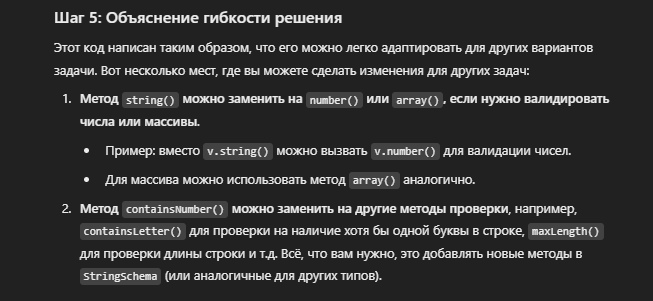 Шаг 5: Объяснение гибкости решения
Этот код написан таким образом, что его можно легко адаптировать для других вариантов
задачи. Вот несколько мест, где вы можете сделать изменения для других задач:
1. Метод string() можно заменить на number() или array(), если нужно валидировать
числа или массивы.
• Пример: вместо v.string() можно вызвать v.number() для валидации чисел.
• Для массива можно использовать метод array() аналогично.
2. Метод containsNumber() можно заменить на другие методы проверки, например,
containsLetter() для проверки на наличие хотя бы одной буквы в строке, maxLength()
для проверки длины строки и т.д. Всё, что вам нужно, это добавлять новые методы в
StringSchema (или аналогичные для других типов).